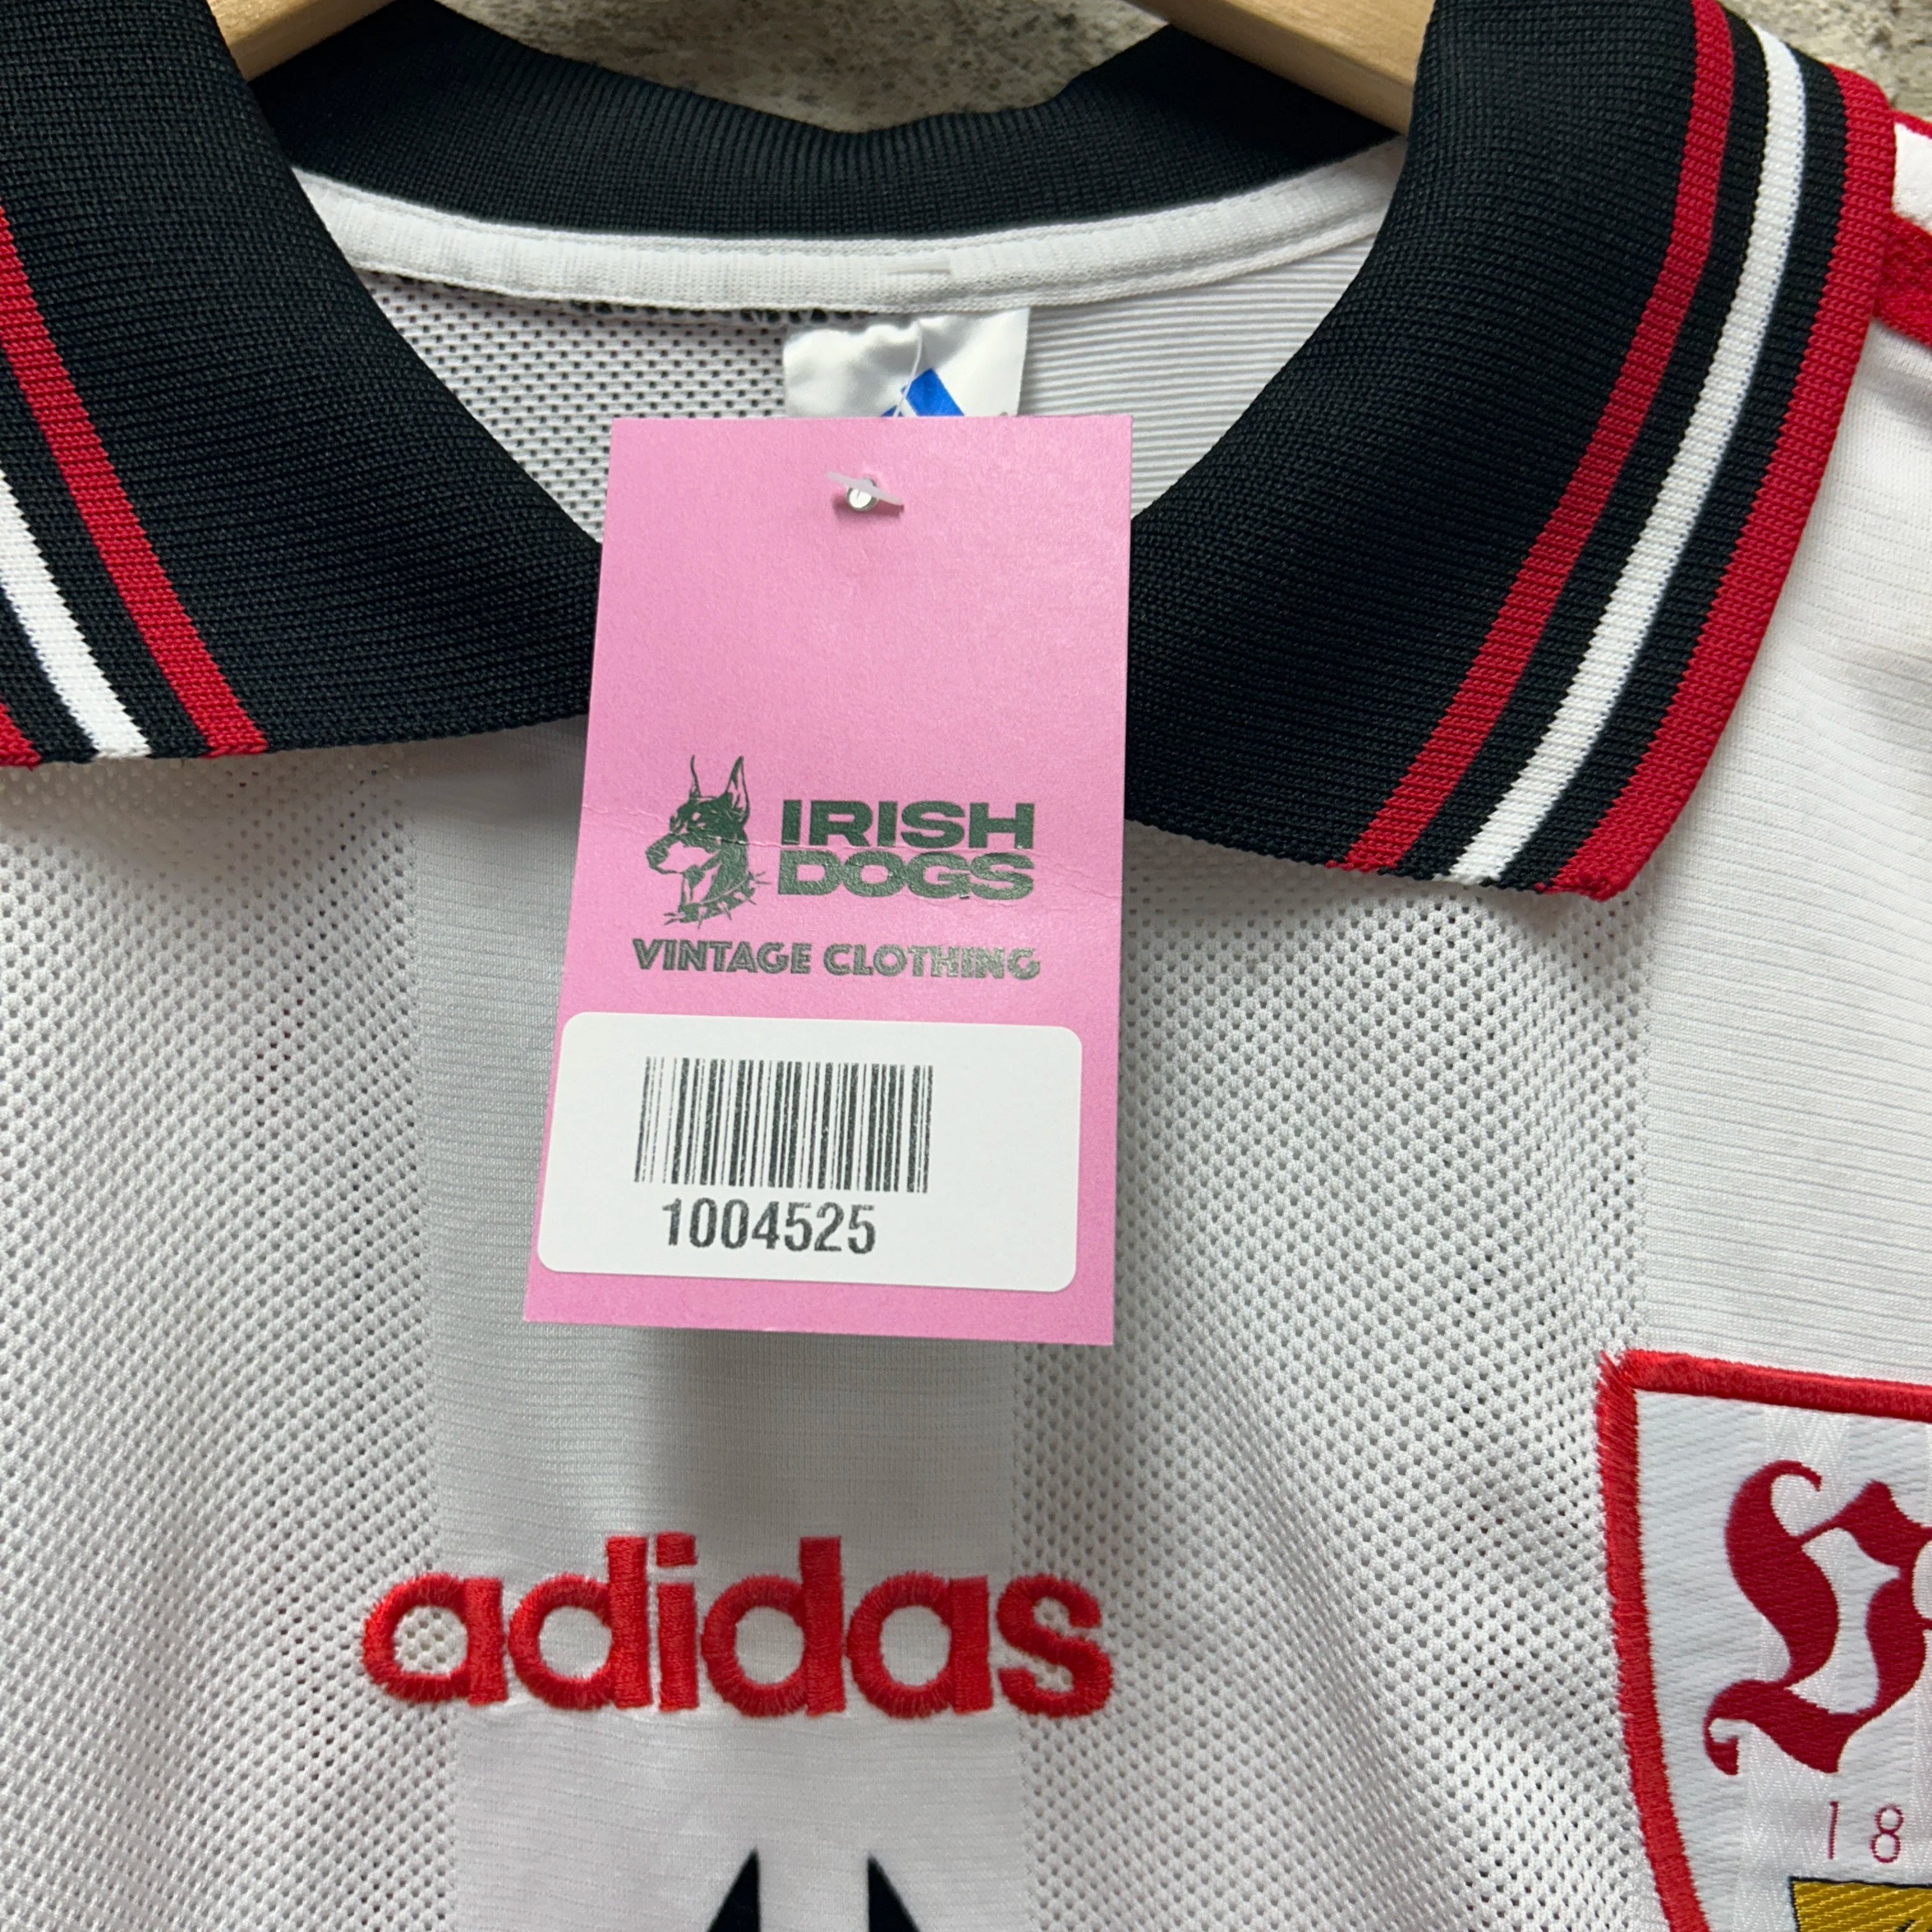 IRISH
DOGS
VINTAGE CLOTHING
1004525
adidas
18